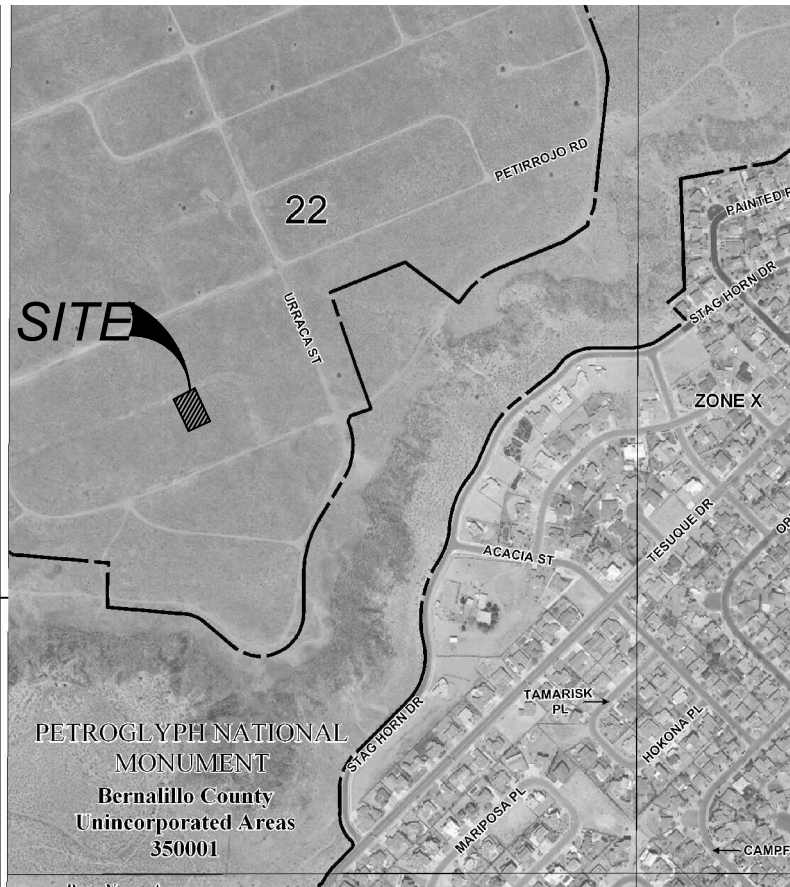 PETIRROJO RD
22
PAINTED
STAG HORN DR
URRACA ST
SITE
ZONE X
TESUQUE DR
ACACIA ST
TAMARISK
PL
HOKONA PL
STAG HORN DR
PETROGLYPH NATIONAL
MONUMENT
Bernalillo County
Unincorporated Areas
350001
MARIPOSA PL